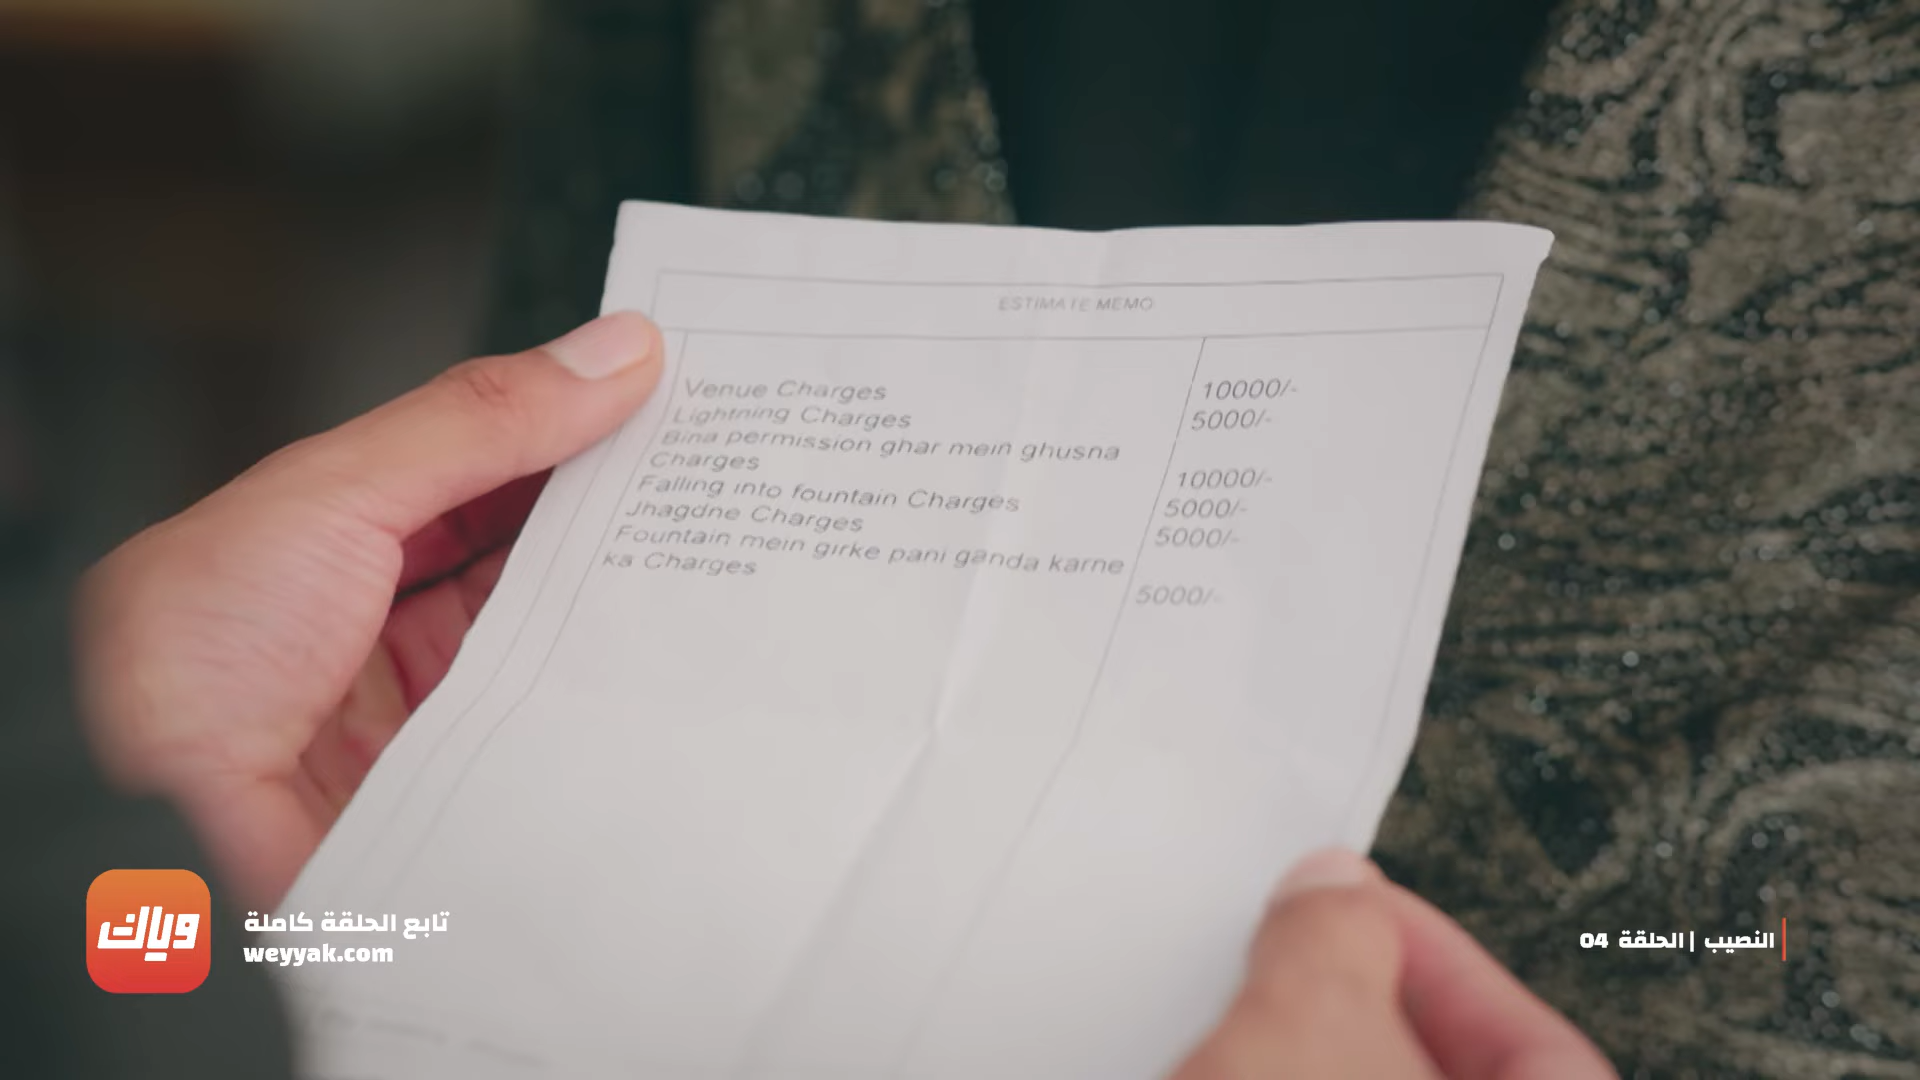 ESTIMATE MEMO
Venue Charges 10000/-
Lightning Charges 5000/-
Bina permission ghar mein ghusna
Charges 10000/-
Falling into fountain Charges 5000/-
Jhagdne Charges 5000/-
Fountain mein girke pani ganda karne
ka Charges 5000/-
وياك
تابع الحلقة كاملة
weyyak.com
النصيب | الحلقة 04